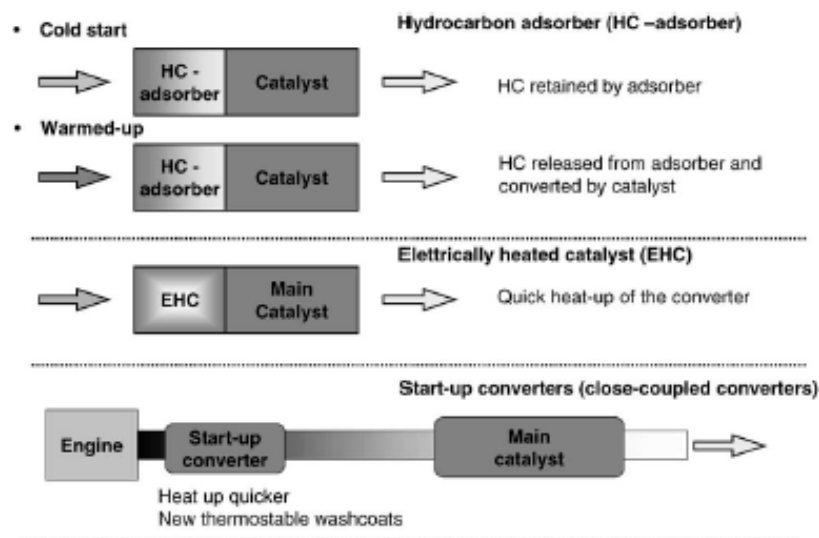 • Cold start
Hydrocarbon adsorber (HC –adsorber)
HC -
adsorber
Catalyst
HC retained by adsorber
• Warmed-up
HC -
adsorber
Catalyst
HC released from adsorber and
converted by catalyst
Elettrically heated catalyst (EHC)
EHC
Main
Catalyst
Quick heat-up of the converter
Start-up converters (close-coupled converters)
Engine
Start-up
converter
Main
catalyst
Heat up quicker
New thermostable washcoats